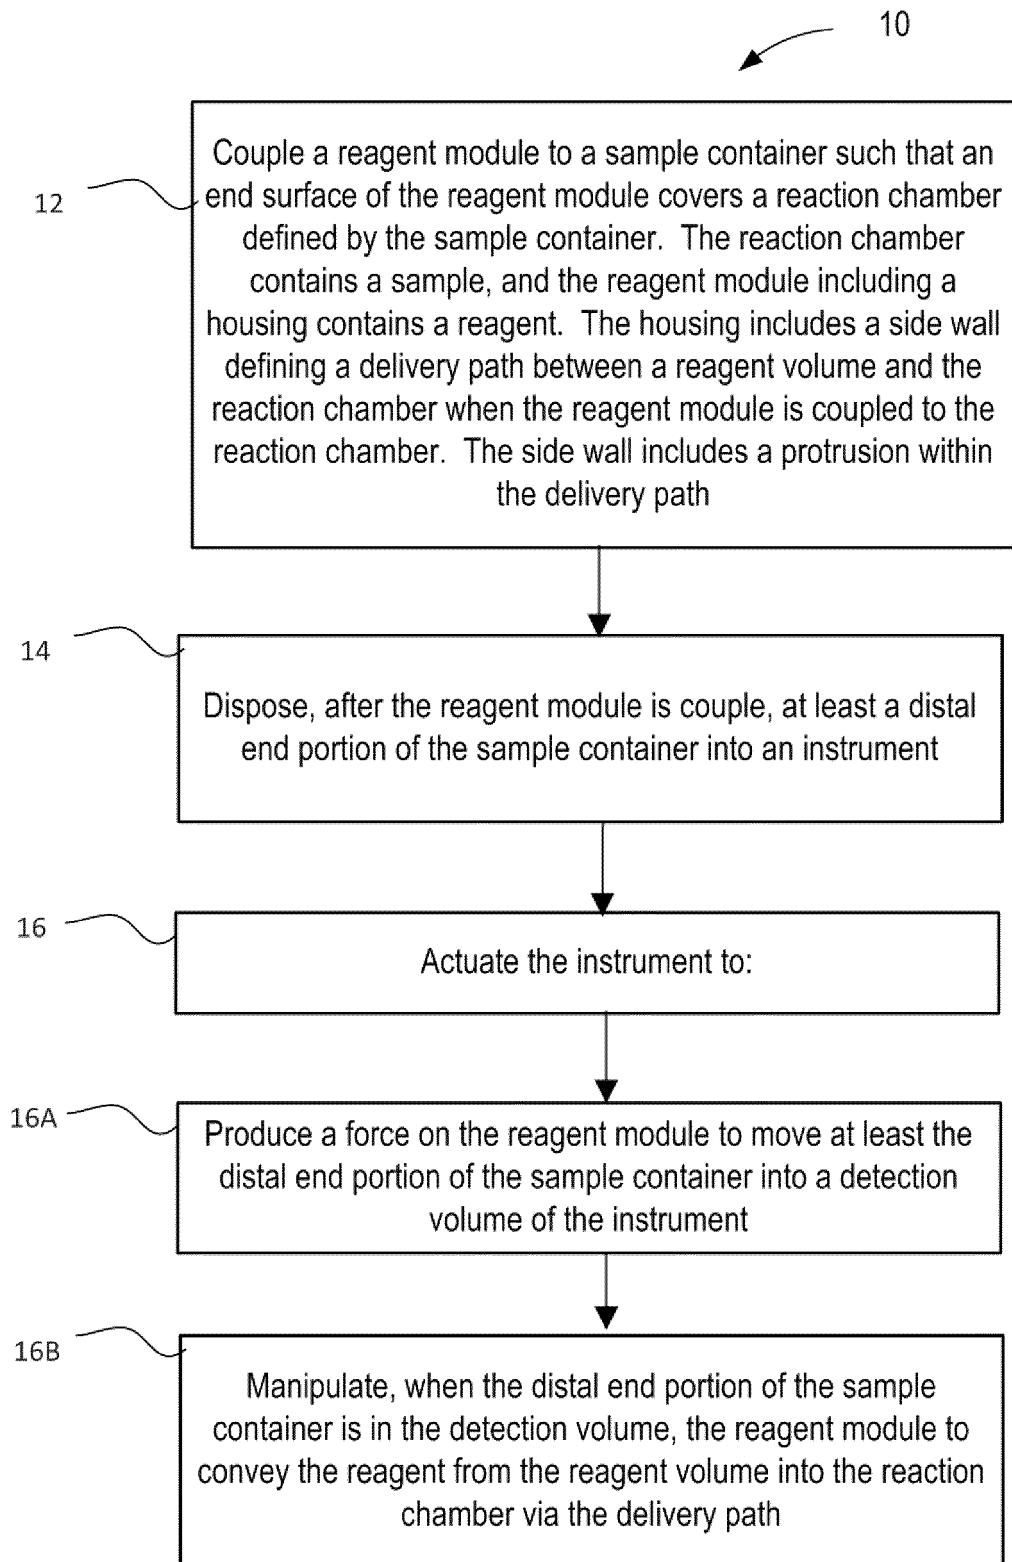 10
12
Couple a reagent module to a sample container such that an
end surface of the reagent module covers a reaction chamber
defined by the sample container. The reaction chamber
contains a sample, and the reagent module including a
housing contains a reagent. The housing includes a side wall
defining a delivery path between a reagent volume and the
reaction chamber when the reagent module is coupled to the
reaction chamber. The side wall includes a protrusion within
the delivery path
14
Dispose, after the reagent module is couple, at least a distal
end portion of the sample container into an instrument
16
Actuate the instrument to:
16A
Produce a force on the reagent module to move at least the
distal end portion of the sample container into a detection
volume of the instrument
16B
Manipulate, when the distal end portion of the sample
container is in the detection volume, the reagent module to
convey the reagent from the reagent volume into the reaction
chamber via the delivery path